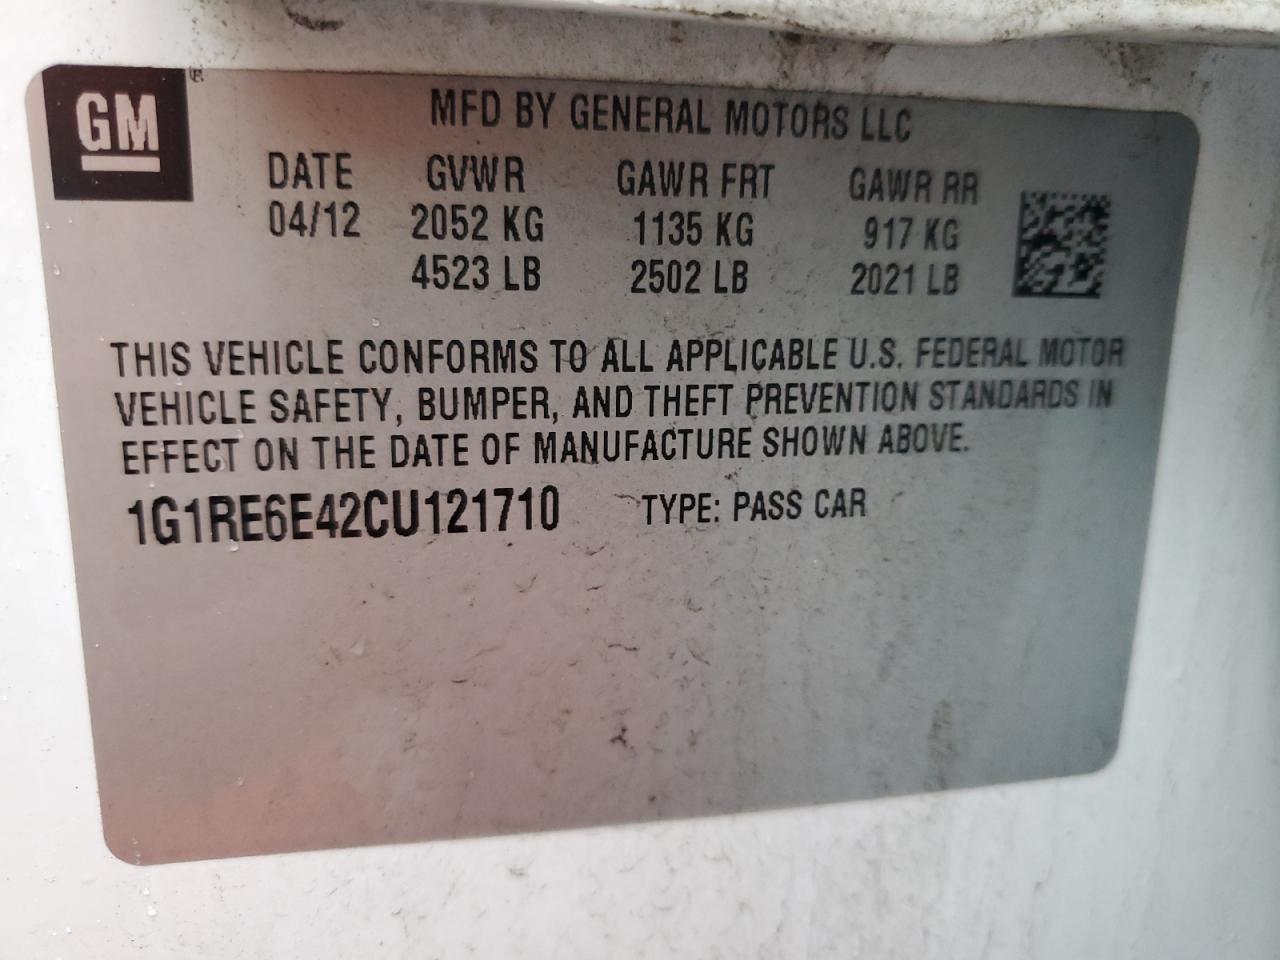 GM ®
MFD BY GENERAL MOTORS LLC
DATE GVWR GAWR FRT GAWR RR
04/12 2052 KG 1135 KG 917 KG
4523 LB 2502 LB 2021 LB
THIS VEHICLE CONFORMS TO ALL APPLICABLE U.S. FEDERAL MOTOR
VEHICLE SAFETY, BUMPER, AND THEFT PREVENTION STANDARDS IN
EFFECT ON THE DATE OF MANUFACTURE SHOWN ABOVE.
1G1RE6E42CU121710 TYPE: PASS CAR